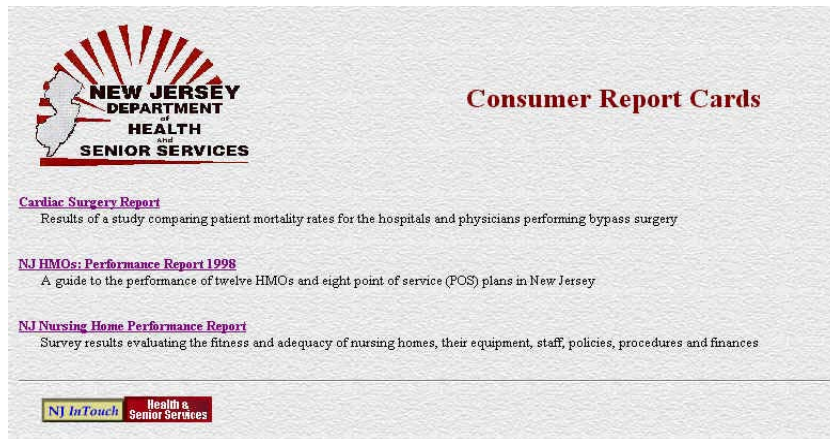 NEW JERSEY
DEPARTMENT
of
HEALTH
and
SENIOR SERVICES
Consumer Report Cards
Cardiac Surgery Report
Results of a study comparing patient mortality rates for the hospitals and physicians performing bypass surgery
NJ HMOs: Performance Report 1998
A guide to the performance of twelve HMOs and eight point of service (POS) plans in New Jersey
NJ Nursing Home Performance Report
Survey results evaluating the fitness and adequacy of nursing homes, their equipment, staff, policies, procedures and finances
NJ InTouch
Health &
Senior Services